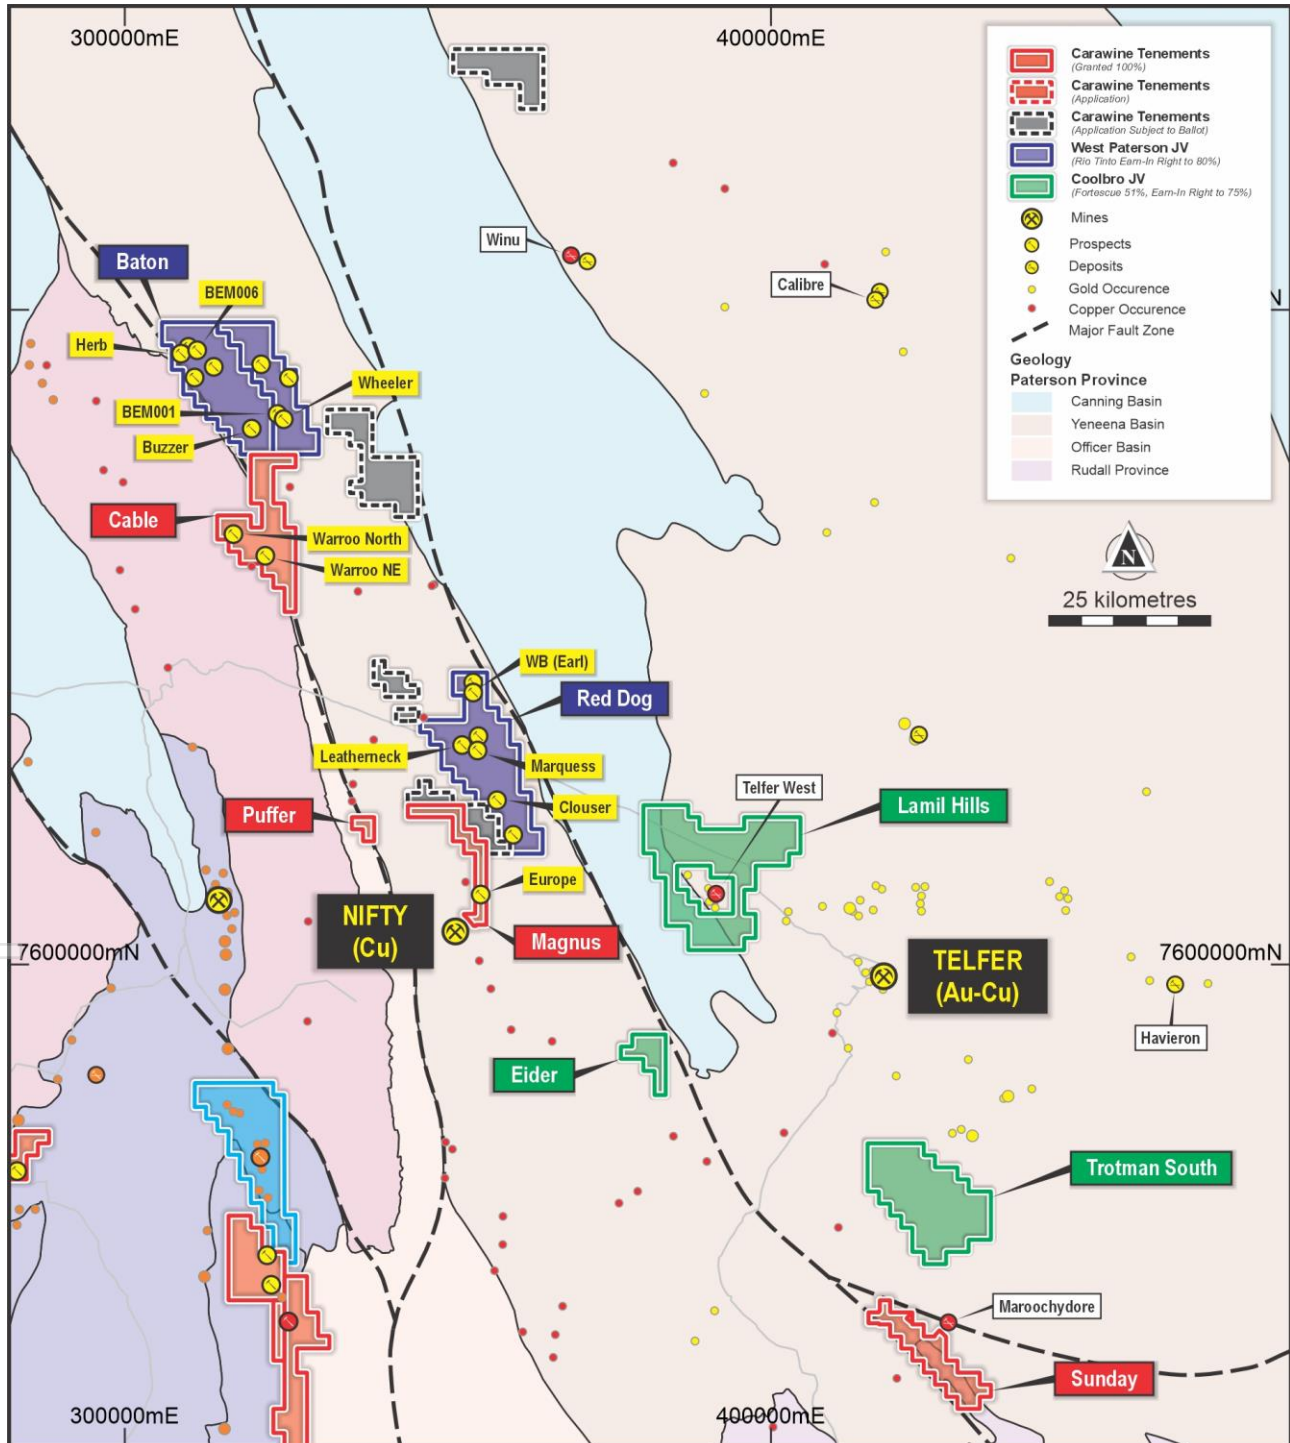 300000mE
400000mE
Carawine Tenements
(Granted 100%)
Carawine Tenements
(Application)
Carawine Tenements
(Application Subject to Ballot)
West Paterson JV
(Rio Tinto Earn-In Right to 80%)
Coolbro JV
(Fortescue 51%, Earn-In Right to 75%)
Mines
Prospects
Deposits
Gold Occurence
Copper Occurence
Major Fault Zone
Geology
Paterson Province
Canning Basin
Yeneena Basin
Officer Basin
Rudall Province
Winu
Calibre
N
Baton
BEM006
Herb
Wheeler
BEM001
Buzzer
Cable
Warroo North
Warroo NE
N
25 kilometres
WB (Earl)
Red Dog
Leatherneck
Marquess
Telfer West
Puffer
Clouser
Lamil Hills
Europe
NIFTY
(Cu)
Magnus
7600000mN
TELFER
(Au-Cu)
7600000mN
Havieron
Eider
Trotman South
Maroochydore
Sunday
300000mE
400000mE